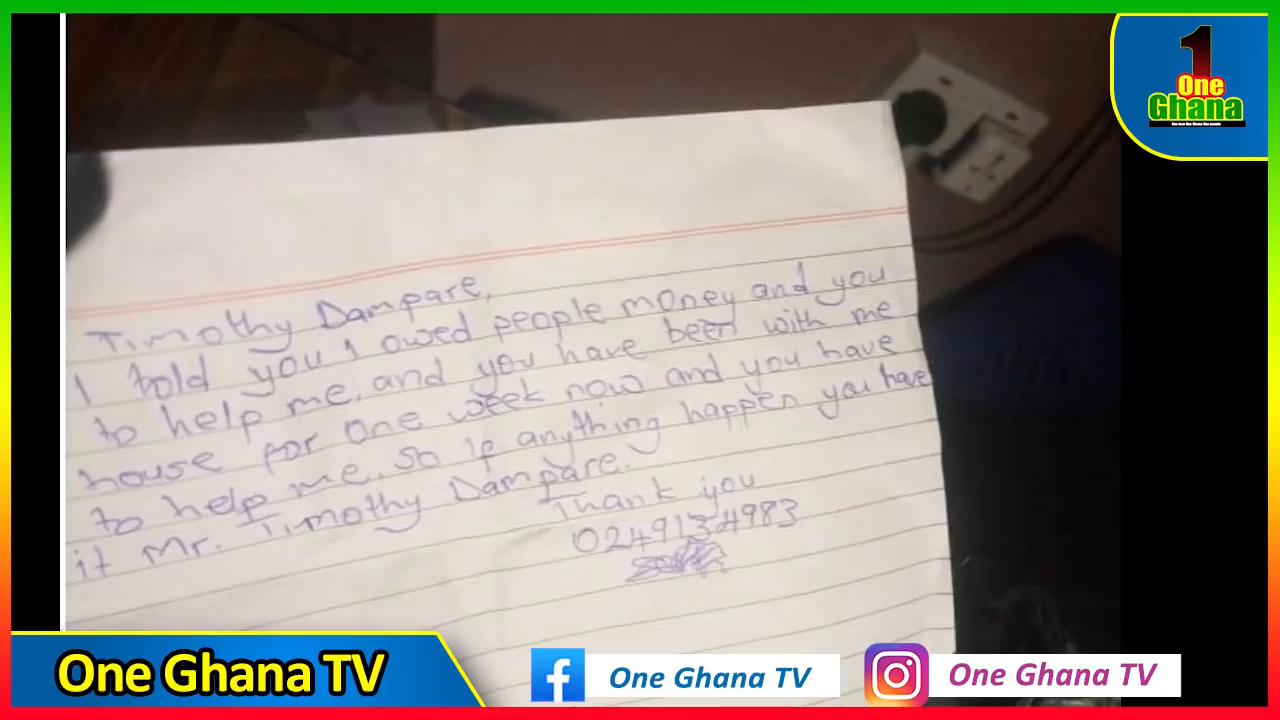 1
One
Ghana
Timothy Dampare,
I told you I owed people money and you
to help me, and you have been with me
house for one week now and you have
to help me. so if anything happen you have
it Mr. Timothy Dampare.
Thank you
0249134983
One Ghana TV
One Ghana TV
One Ghana TV